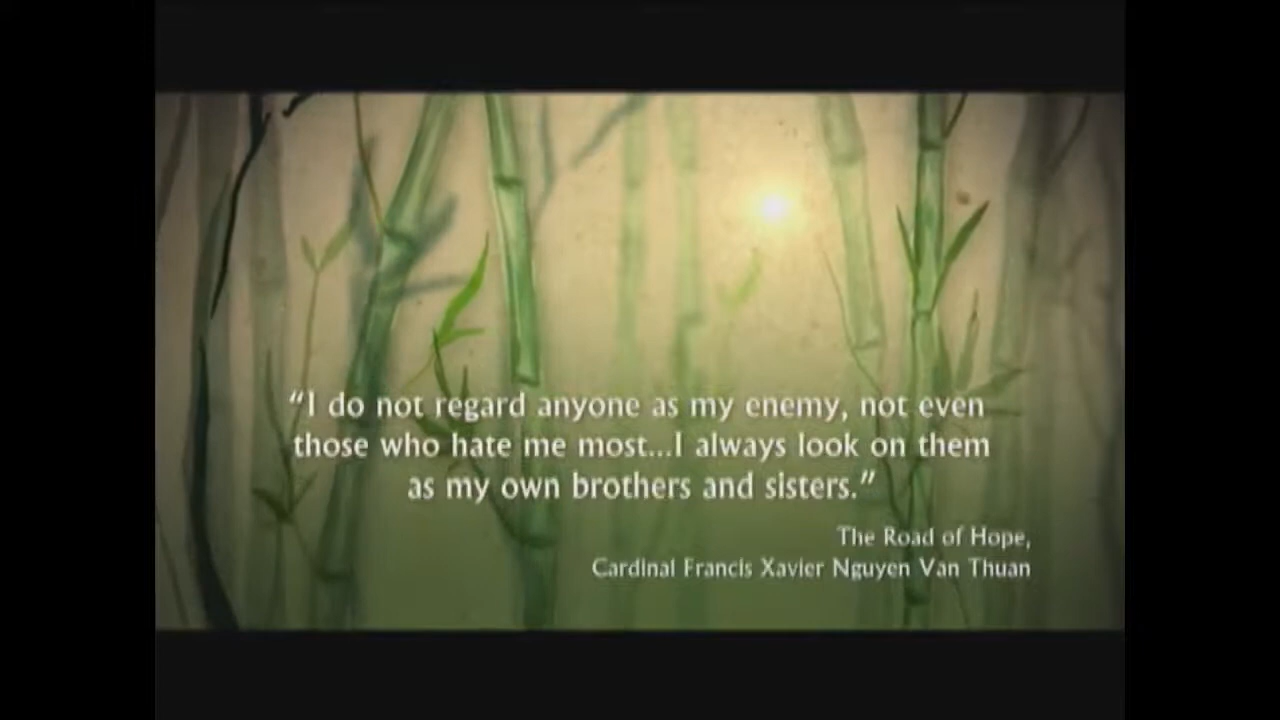 “I do not regard anyone as my enemy, not even
those who hate me most...I always look on them
as my own brothers and sisters.”
The Road of Hope,
Cardinal Francis Xavier Nguyen Van Thuan